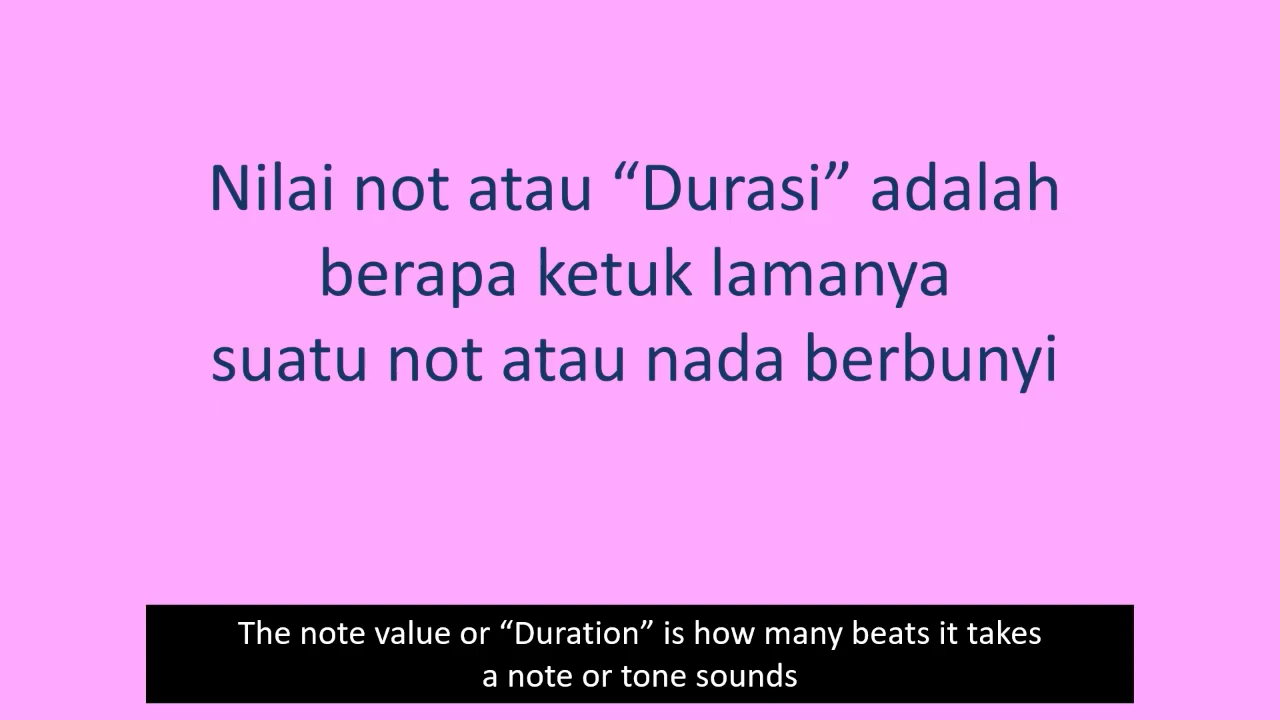 Nilai not atau “Durasi” adalah
berapa ketuk lamanya
suatu not atau nada berbunyi
The note value or “Duration” is how many beats it takes
a note or tone sounds